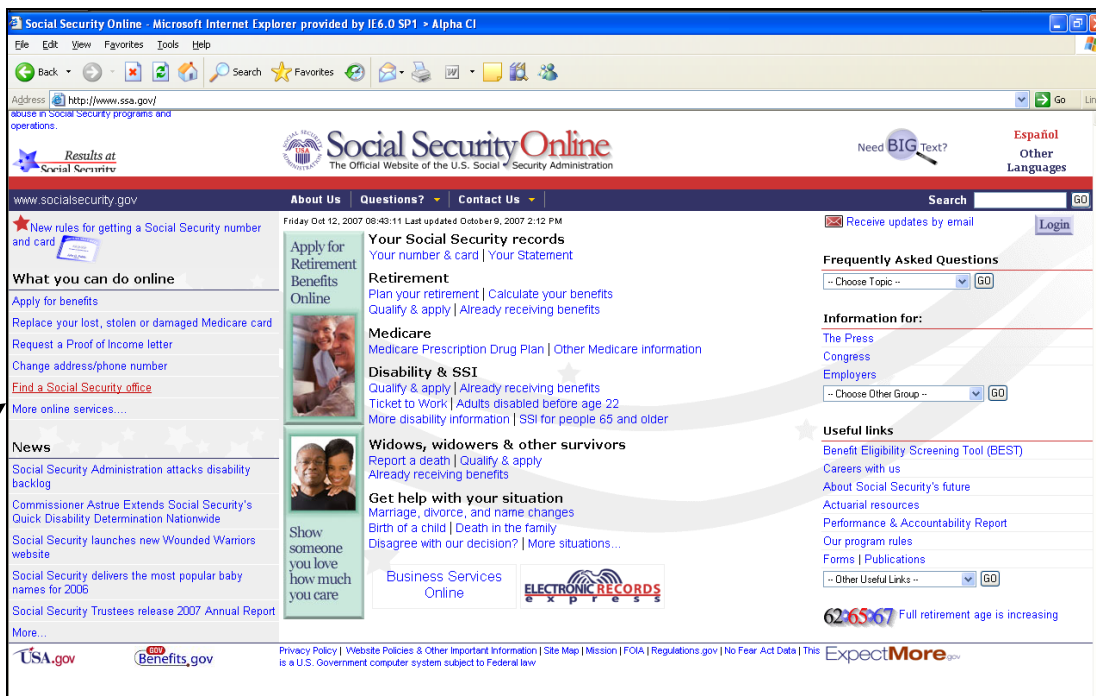 Social Security Online - Microsoft Internet Explorer provided by IE6.0 SP1 > Alpha CI
File Edit View Favorites Tools Help
Back Search Favorites
Address http://www.ssa.gov/ Go Lin
abuse in Social Security programs and
operations.
Results at
Social Security
USA
Social Security Online
The Official Website of the U.S. Social Security Administration
Need BIG Text?
Español
Other
Languages
www.socialsecurity.gov
About Us Questions? Contact Us
Search GO
New rules for getting a Social Security number
and card
What you can do online
Apply for benefits
Replace your lost, stolen or damaged Medicare card
Request a Proof of Income letter
Change address/phone number
Find a Social Security office
More online services....
News
Social Security Administration attacks disability
backlog
Commissioner Astrue Extends Social Security's
Quick Disability Determination Nationwide
Social Security launches new Wounded Warriors
website
Social Security delivers the most popular baby
names for 2006
Social Security Trustees release 2007 Annual Report
More...
Friday Oct 12, 2007 08:43:11 Last updated October 9, 2007 2:12 PM
Apply for
Retirement
Benefits
Online
Show
someone
you love
how much
you care
Your Social Security records
Your number & card | Your Statement
Retirement
Plan your retirement | Calculate your benefits
Qualify & apply | Already receiving benefits
Medicare
Medicare Prescription Drug Plan | Other Medicare information
Disability & SSI
Qualify & apply | Already receiving benefits
Ticket to Work | Adults disabled before age 22
More disability information | SSI for people 65 and older
Widows, widowers & other survivors
Report a death | Qualify & apply
Already receiving benefits
Get help with your situation
Marriage, divorce, and name changes
Birth of a child | Death in the family
Disagree with our decision? | More situations...
Business Services
Online
ELECTRONIC RECORDS
express
Receive updates by email
Login
Frequently Asked Questions
-- Choose Topic -- GO
Information for:
The Press
Congress
Employers
-- Choose Other Group -- GO
Useful links
Benefit Eligibility Screening Tool (BEST)
Careers with us
About Social Security's future
Actuarial resources
Performance & Accountability Report
Our program rules
Forms | Publications
-- Other Useful Links -- GO
62 65 67 Full retirement age is increasing
USA.gov
GOV Benefits.gov
Privacy Policy | Website Policies & Other Important Information | Site Map | Mission | FOIA | Regulations.gov | No Fear Act Data | This
is a U.S. Government computer system subject to Federal law
ExpectMore.gov